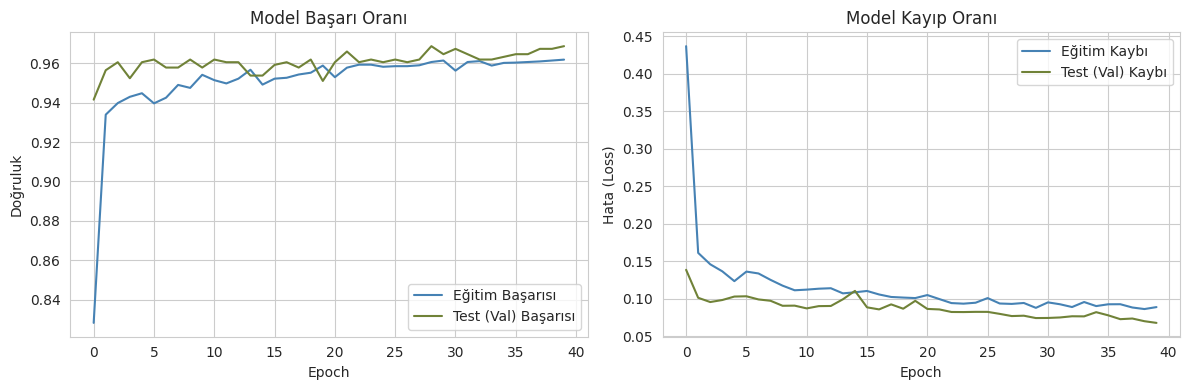 Model Başarı Oranı
Doğruluk
0.96
0.94
0.92
0.90
0.88
0.86
0.84
Eğitim Başarısı
Test (Val) Başarısı
0 5 10 15 20 25 30 35 40
Epoch
Model Kayıp Oranı
Hata (Loss)
0.45
0.40
0.35
0.30
0.25
0.20
0.15
0.10
0.05
Eğitim Kaybı
Test (Val) Kaybı
0 5 10 15 20 25 30 35 40
Epoch